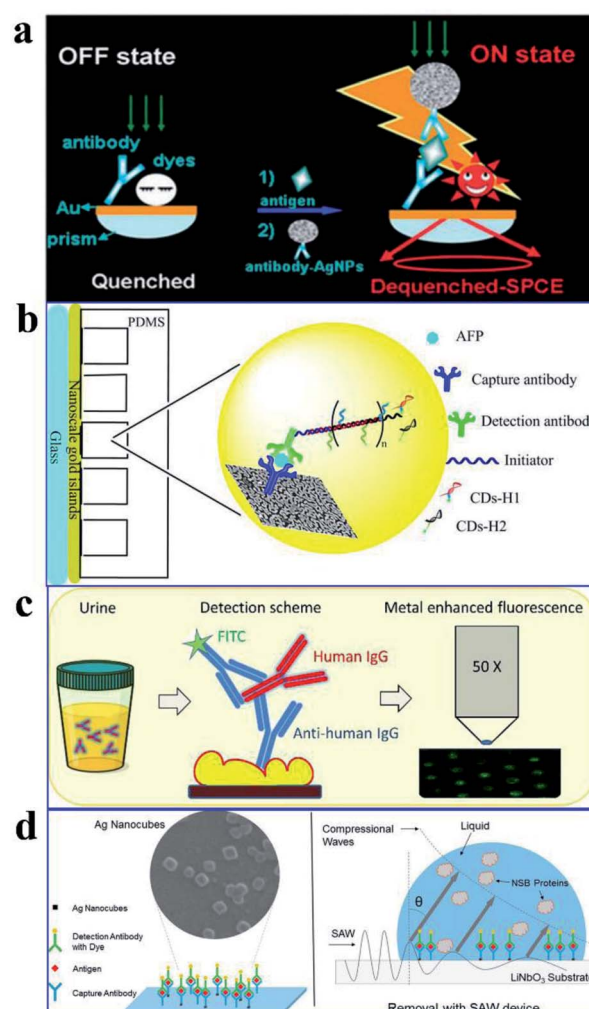 a
OFF state
ON state
antibody
dyes
1)
antigen
Au
2)
prism
antibody-AgNPs
Quenched
Dequenched-SPCE
b
PDMS
Glass
Nanoscale gold islands
n
AFP
Capture antibody
Detection antibod
Initiator
CDs-H1
CDs-H2
c
Urine
Detection scheme
Metal enhanced fluorescence
FITC
Human IgG
Anti-human IgG
50 X
d
Ag Nanocubes
Ag Nanocubes
Detection Antibody
with Dye
Antigen
Capture Antibody
Compressional
Waves
Liquid
NSB Proteins
θ
SAW
LiNbO3 Substrate
Removal with SAW device